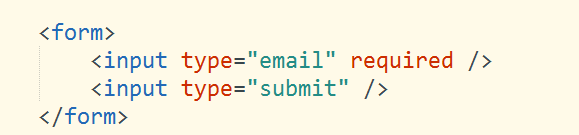 <form>
    <input type="email" required />
    <input type="submit" />
</form>